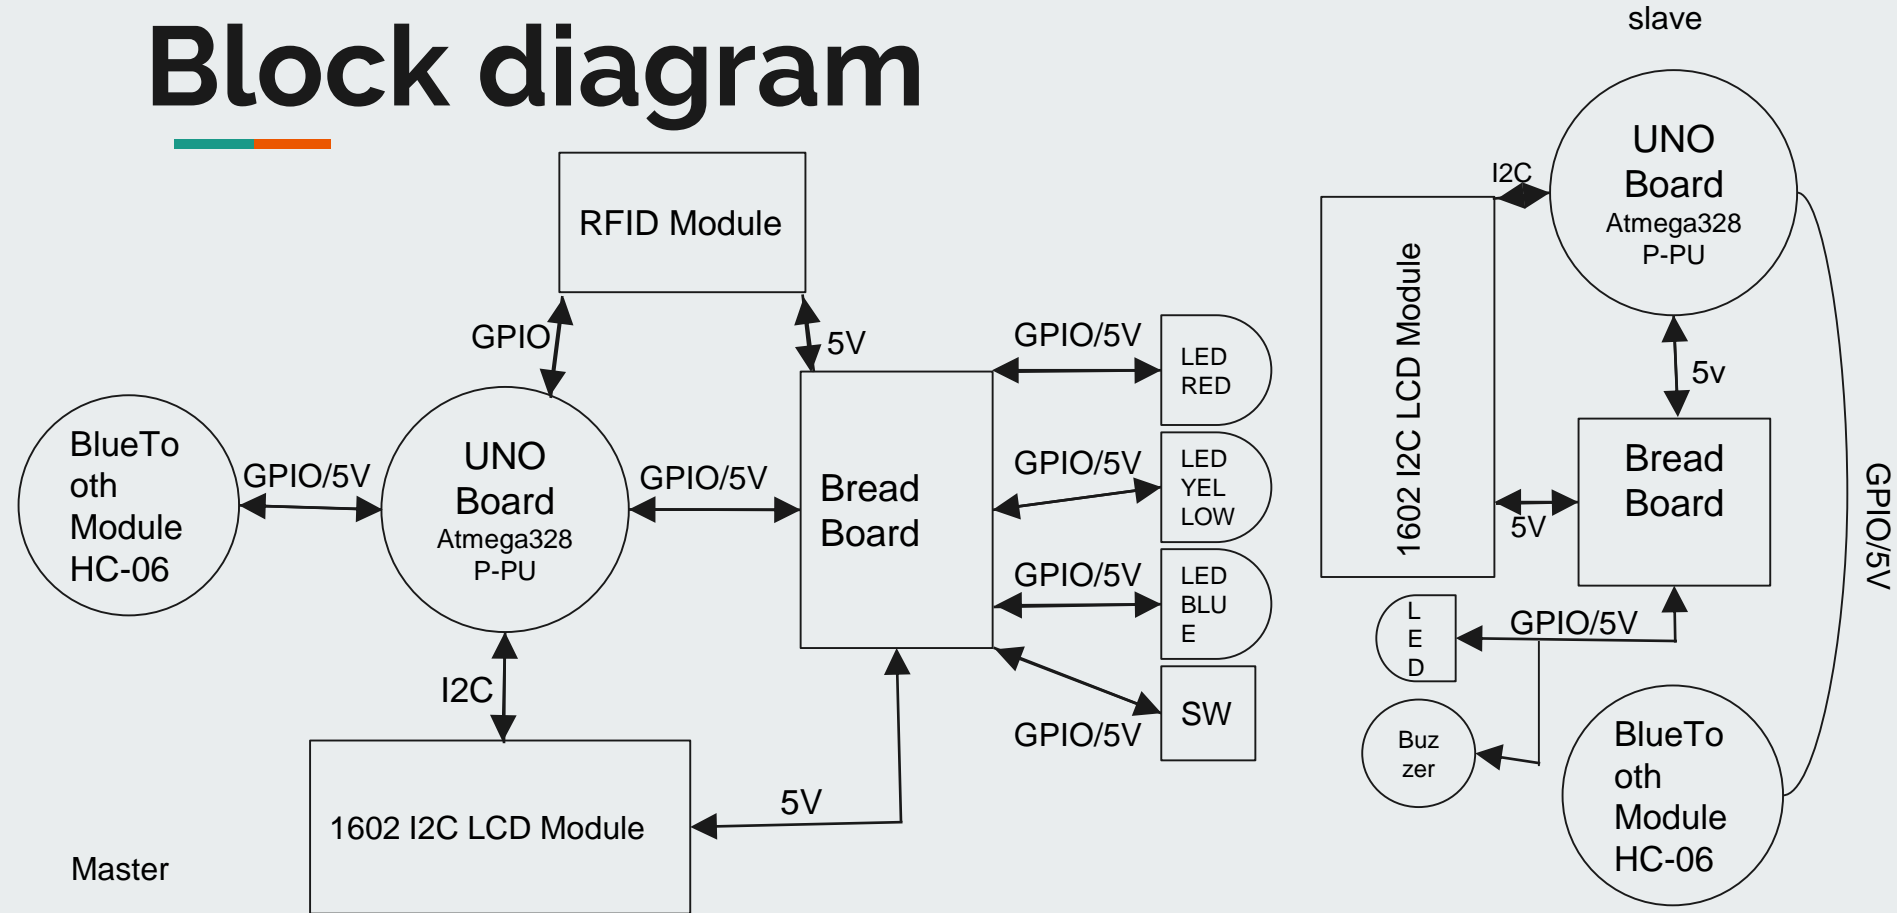 Block diagram
slave
RFID Module
GPIO
5V
BlueTo
oth
Module
HC-06
GPIO/5V
UNO
Board
Atmega328
P-PU
GPIO/5V
Bread
Board
GPIO/5V
LED
RED
GPIO/5V
LED
YEL
LOW
GPIO/5V
LED
BLU
E
GPIO/5V
SW
I2C
1602 I2C LCD Module
5V
Master
UNO
Board
Atmega328
P-PU
I2C
1602 I2C LCD Module
5v
Bread
Board
5V
GPIO/5V
L
E
D
GPIO/5V
Buz
zer
BlueTo
oth
Module
HC-06